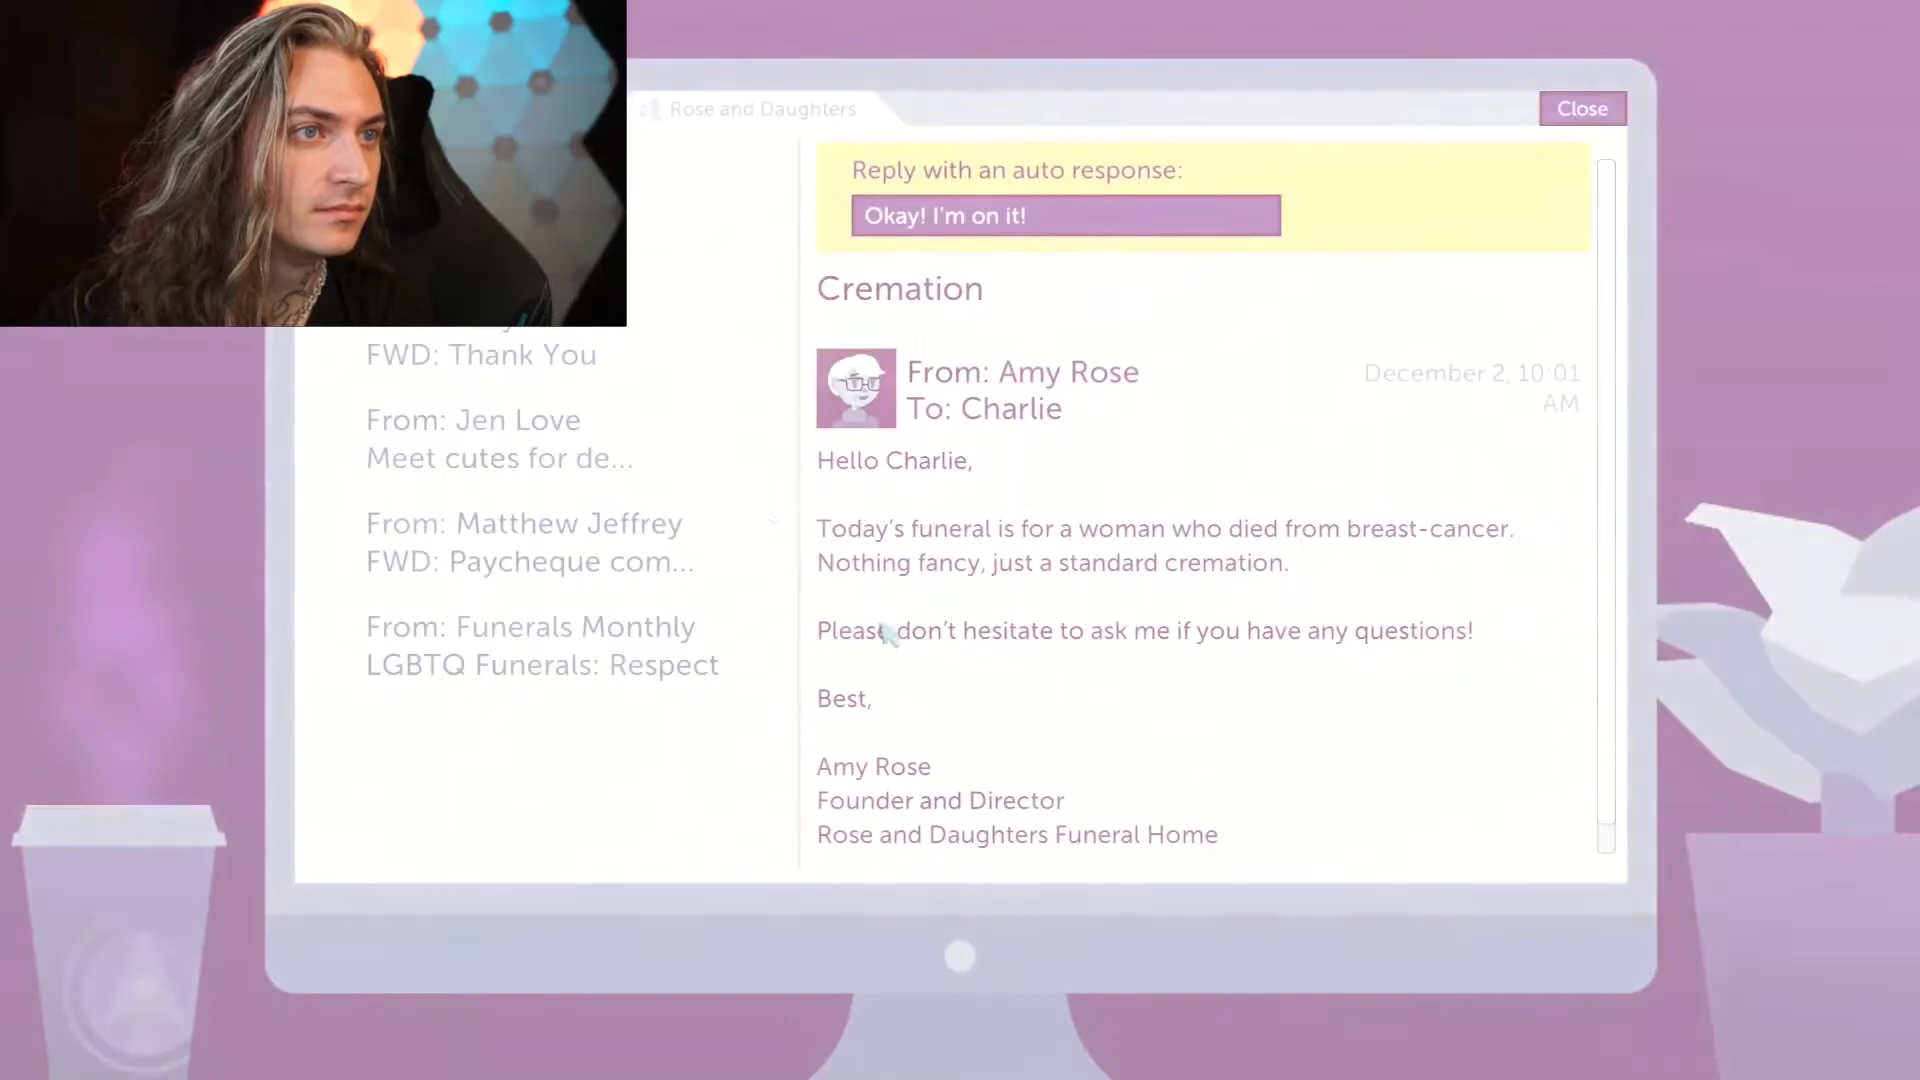 Rose and Daughters
Close
FWD: Thank You
From: Jen Love
Meet cutes for de...
From: Matthew Jeffrey
FWD: Paycheque com...
From: Funerals Monthly
LGBTQ Funerals: Respect
Reply with an auto response:
Okay! I'm on it!
Cremation
From: Amy Rose
To: Charlie
December 2, 10:01
AM
Hello Charlie,
Today’s funeral is for a woman who died from breast-cancer.
Nothing fancy, just a standard cremation.
Please don’t hesitate to ask me if you have any questions!
Best,
Amy Rose
Founder and Director
Rose and Daughters Funeral Home